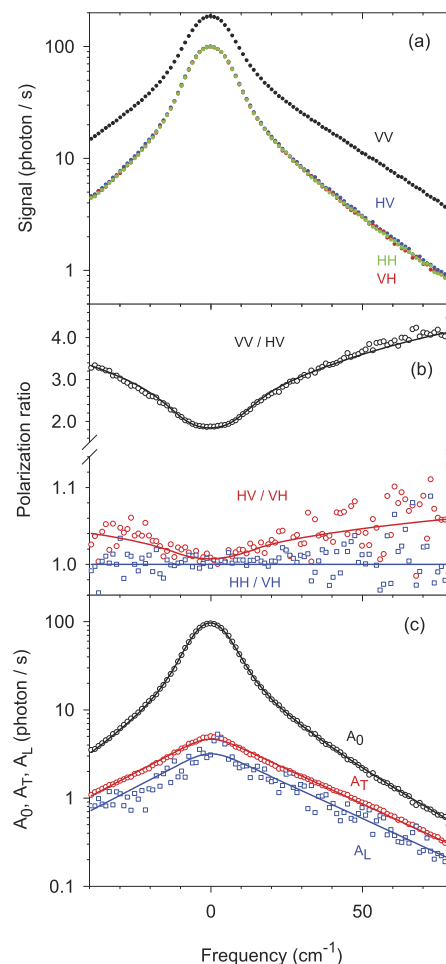 (a)
100
10
1
Signal (photon / s)
VV
HV
HH
VH
(b)
4.0
3.0
2.0
1.1
1.0
Polarization ratio
VV / HV
HV / VH
HH / VH
(c)
100
10
1
0.1
A0, AT, AL (photon / s)
A0
AT
AL
0
50
Frequency (cm-1)